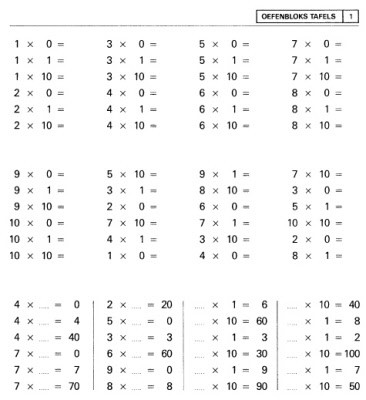 OEFENBLOKS TAFELS 1
1 × 0 = 3 × 0 = 5 × 0 = 7 × 0 =
1 × 1 = 3 × 1 = 5 × 1 = 7 × 1 =
1 × 10 = 3 × 10 = 5 × 10 = 7 × 10 =
2 × 0 = 4 × 0 = 6 × 0 = 8 × 0 =
2 × 1 = 4 × 1 = 6 × 1 = 8 × 1 =
2 × 10 = 4 × 10 = 6 × 10 = 8 × 10 =
9 × 0 = 5 × 10 = 9 × 1 = 7 × 10 =
9 × 1 = 3 × 1 = 8 × 10 = 3 × 0 =
9 × 10 = 2 × 0 = 6 × 0 = 5 × 1 =
10 × 0 = 7 × 10 = 7 × 1 = 10 × 10 =
10 × 1 = 4 × 1 = 3 × 10 = 2 × 0 =
10 × 10 = 1 × 0 = 4 × 0 = 8 × 1 =
4 × ..... = 0 2 × ..... = 20 ..... × 1 = 6 ..... × 10 = 40
4 × ..... = 4 5 × ..... = 0 ..... × 10 = 60 ..... × 1 = 8
4 × ..... = 40 3 × ..... = 3 ..... × 1 = 3 ..... × 1 = 2
7 × ..... = 0 6 × ..... = 60 ..... × 10 = 30 ..... × 10 = 100
7 × ..... = 7 9 × ..... = 0 ..... × 1 = 9 ..... × 1 = 7
7 × ..... = 70 8 × ..... = 8 ..... × 10 = 90 ..... × 10 = 50